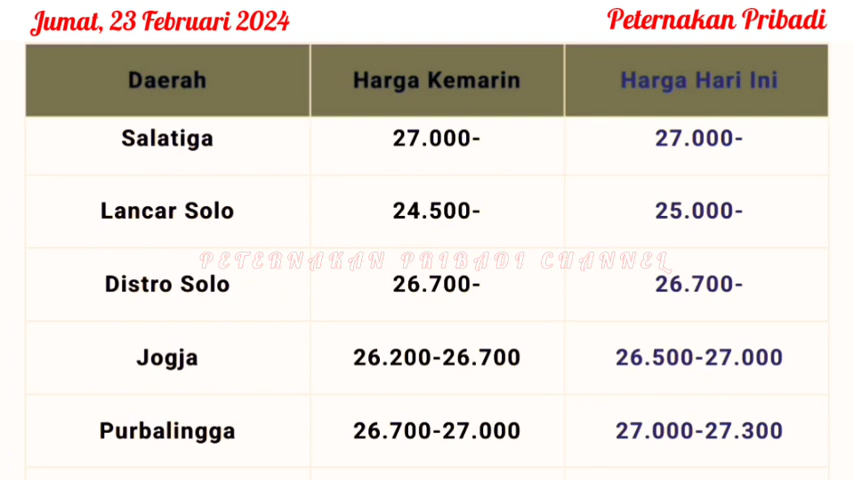 Jumat, 23 Februari 2024 Peternakan Pribadi
Daerah Harga Kemarin Harga Hari Ini
Salatiga 27.000- 27.000-
Lancar Solo 24.500- 25.000-
PETERNAKAN PRIBADI CHANNEL
Distro Solo 26.700- 26.700-
Jogja 26.200-26.700 26.500-27.000
Purbalingga 26.700-27.000 27.000-27.300